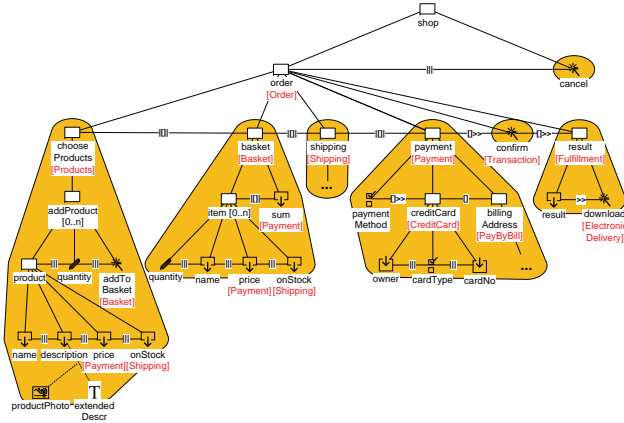 shop
|||
order
[Order]
cancel
choose
Products
[Products]
|[]|
basket
[Basket]
|[]|
shipping
[Shipping]
|[]|
payment
[Payment]
[]>>
confirm
[Transaction]
[]>>
result
[Fulfillment]
...
addProduct
[0..n]
item [0..n]
|[]|
sum
[Payment]
payment
Method
[]>>
creditCard
[CreditCard]
|||
billing
Address
[PayByBill]
result
>>
download
[Electronic
Delivery]
product
|||
quantity
|||
addTo
Basket
[Basket]
quantity
|||
name
|||
price
[Payment]
|||
onStock
[Shipping]
owner
|||
cardType
|||
cardNo
...
name
|||
description
|||
price
[Payment]
|||
onStock
[Shipping]
productPhoto
T
extended
Descr